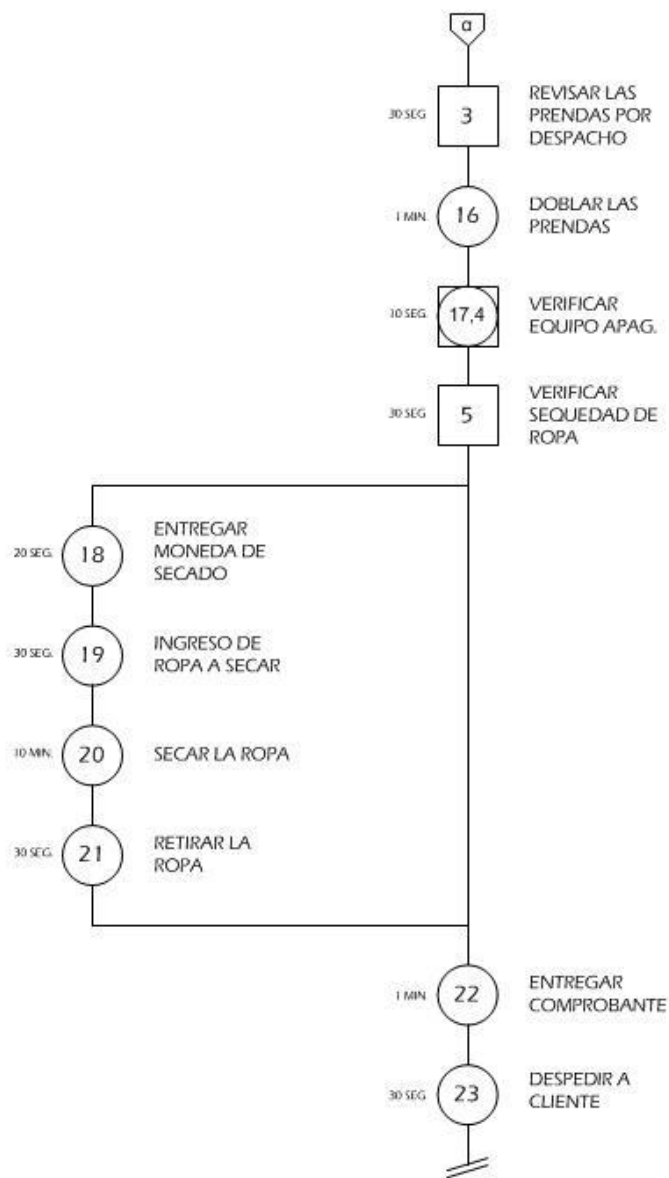 α
30 SEG.
3
REVISAR LAS
PRENDAS POR
DESPACHO
1 MIN.
16
DOBLAR LAS
PRENDAS
10 SEG.
17,4
VERIFICAR
EQUIPO APAG.
30 SEG
5
VERIFICAR
SEQUEDAD DE
ROPA
20 SEG.
18
ENTREGAR
MONEDA DE
SECADO
30 SEG.
19
INGRESO DE
ROPA A SECAR
10 MIN.
20
SECAR LA ROPA
30 SEG.
21
RETIRAR LA
ROPA
1 MIN
22
ENTREGAR
COMPROBANTE
30 SEG
23
DESPEDIR A
CLIENTE